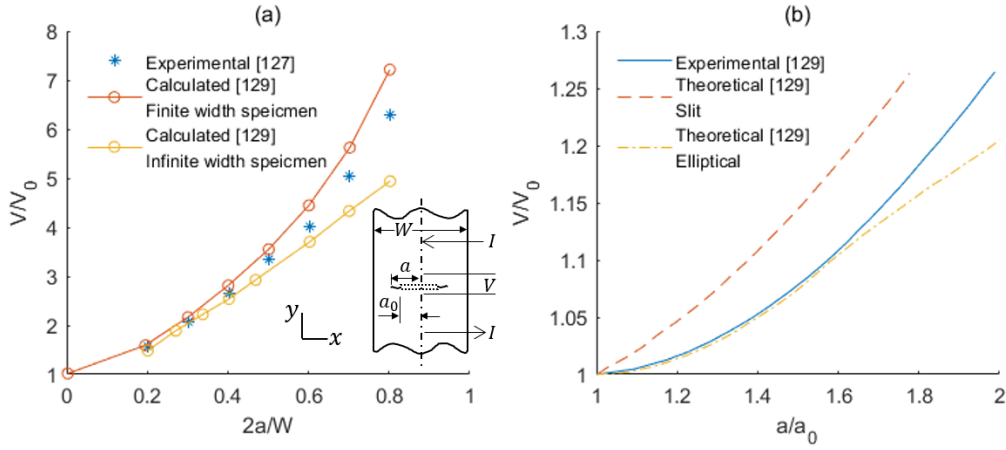 (a)
V/V0
8
7
6
5
4
3
2
1
Experimental [127]
Calculated [129]
Finite width speicmen
Calculated [129]
Infinite width speicmen
W
I
a
V
a0
I
y
x
0
0.2
0.4
0.6
0.8
1
2a/W
(b)
V/V0
1.3
1.25
1.2
1.15
1.1
1.05
1
Experimental [129]
Theoretical [129]
Slit
Theoretical [129]
Elliptical
1
1.2
1.4
1.6
1.8
2
a/a0